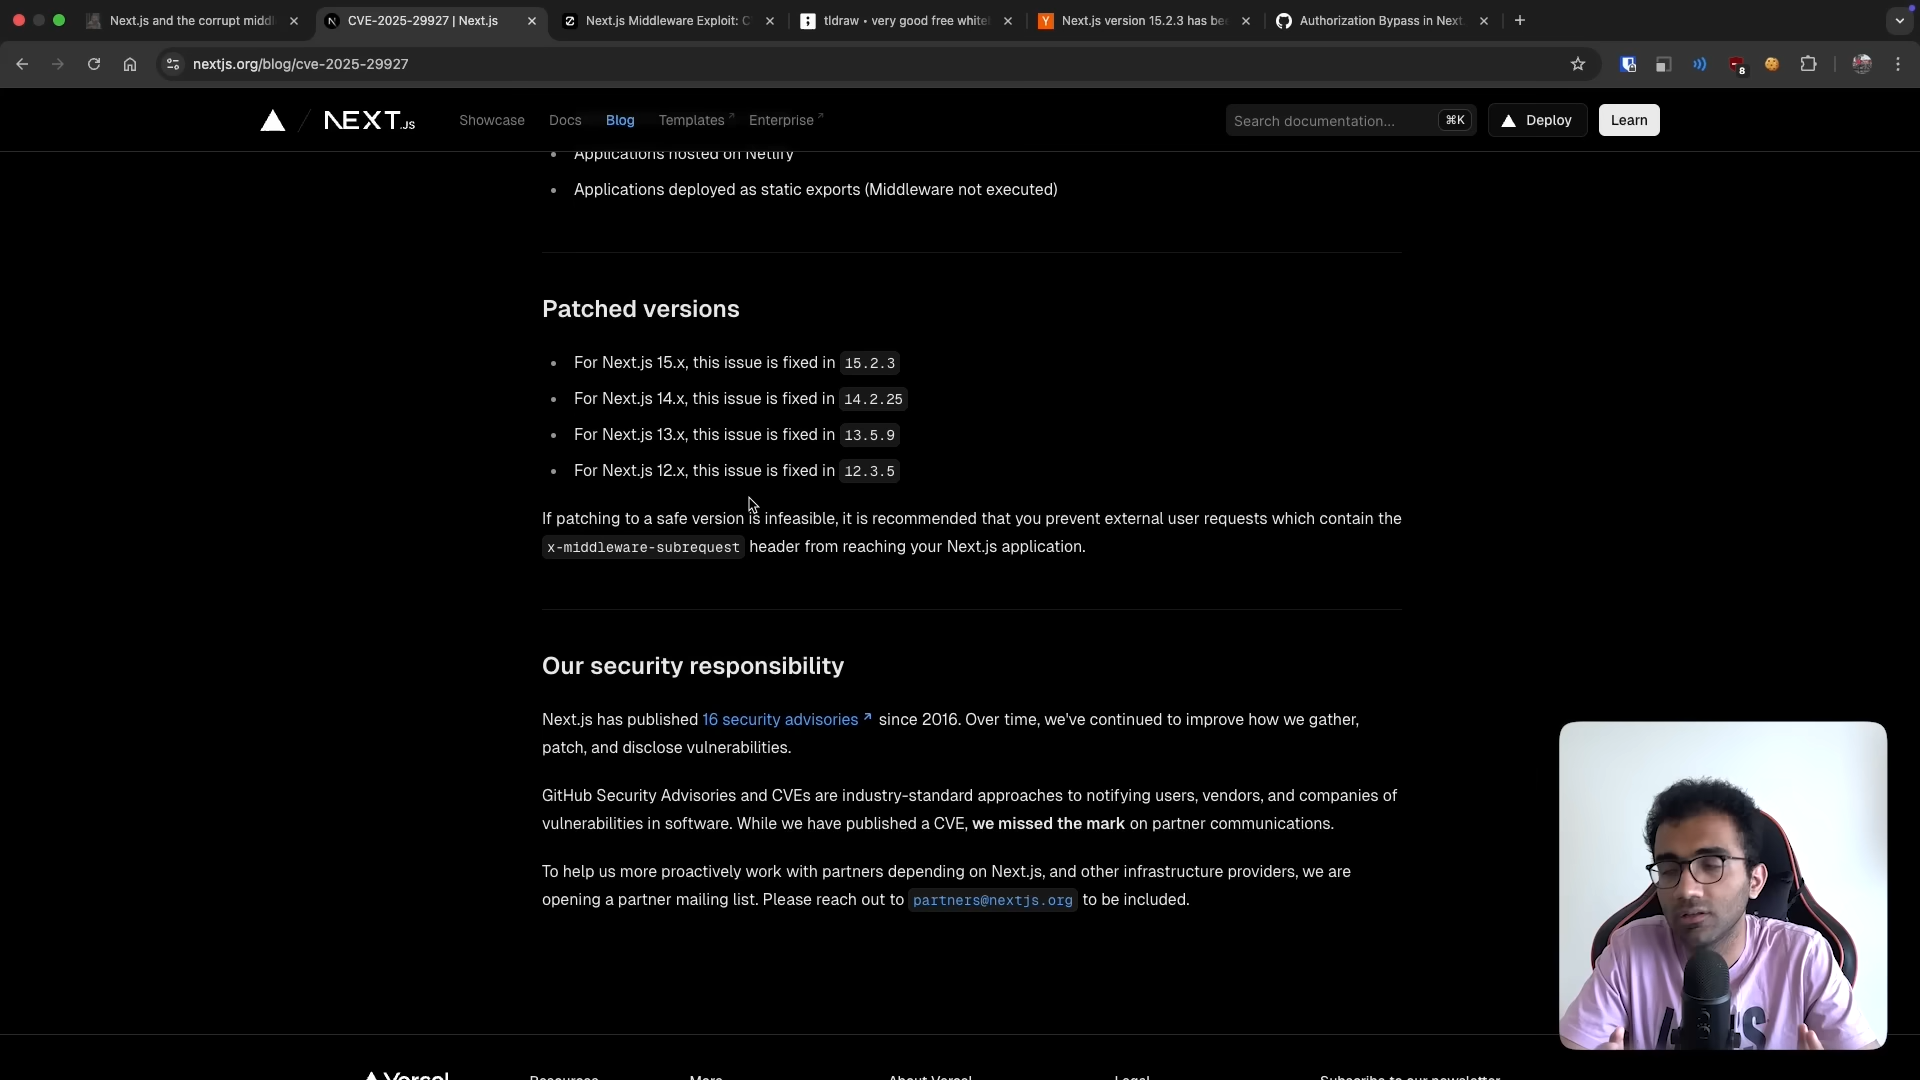 Next.js and the corrupt middl
CVE-2025-29927 | Next.js
Next.js Middleware Exploit: C
tldraw • very good free whitel
Next.js version 15.2.3 has be
Authorization Bypass in Next.
nextjs.org/blog/cve-2025-29927
8
NEXT.JS
Showcase
Docs
Blog
Templates
Enterprise
Search documentation...
⌘K
Deploy
Learn
Applications hosted on Netlify
Applications deployed as static exports (Middleware not executed)
Patched versions
For Next.js 15.x, this issue is fixed in 15.2.3
For Next.js 14.x, this issue is fixed in 14.2.25
For Next.js 13.x, this issue is fixed in 13.5.9
For Next.js 12.x, this issue is fixed in 12.3.5
If patching to a safe version is infeasible, it is recommended that you prevent external user requests which contain the
x-middleware-subrequest header from reaching your Next.js application.
Our security responsibility
Next.js has published 16 security advisories since 2016. Over time, we've continued to improve how we gather,
patch, and disclose vulnerabilities.
GitHub Security Advisories and CVEs are industry-standard approaches to notifying users, vendors, and companies of
vulnerabilities in software. While we have published a CVE, we missed the mark on partner communications.
To help us more proactively work with partners depending on Next.js, and other infrastructure providers, we are
opening a partner mailing list. Please reach out to partners@nextjs.org to be included.
Vercel
Resources
More
About Vercel
Legal
Subscribe to our newsletter